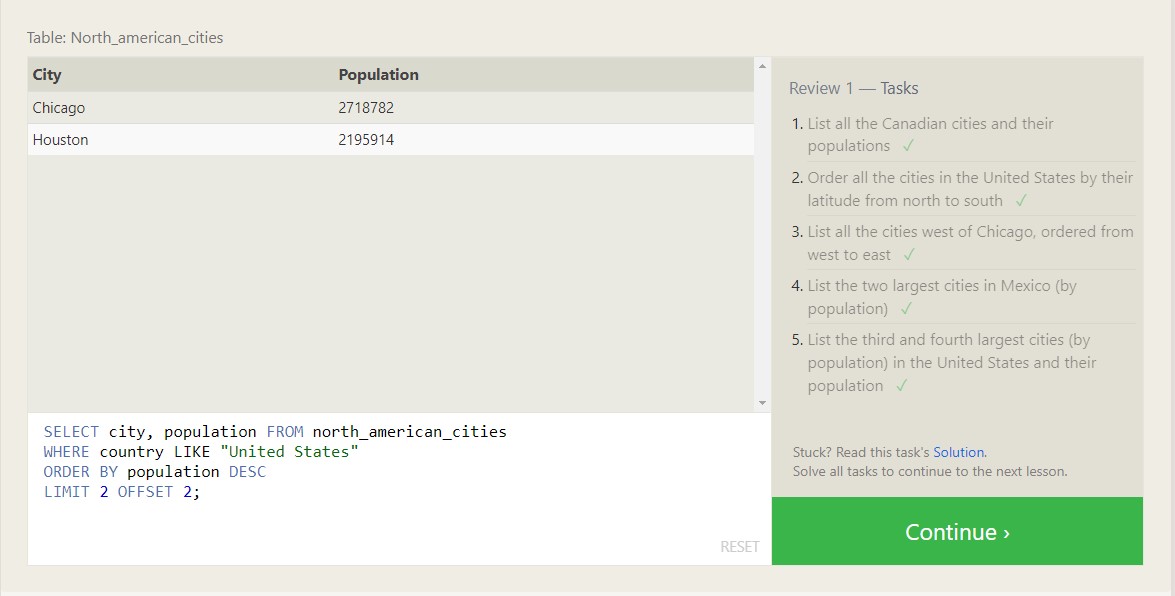 Table: North_american_cities
City Population
Chicago 2718782
Houston 2195914
SELECT city, population FROM north_american_cities
WHERE country LIKE "United States"
ORDER BY population DESC
LIMIT 2 OFFSET 2;
RESET
Review 1 — Tasks
1. List all the Canadian cities and their
populations ✓
2. Order all the cities in the United States by their
latitude from north to south ✓
3. List all the cities west of Chicago, ordered from
west to east ✓
4. List the two largest cities in Mexico (by
population) ✓
5. List the third and fourth largest cities (by
population) in the United States and their
population ✓
Stuck? Read this task's Solution.
Solve all tasks to continue to the next lesson.
Continue ›